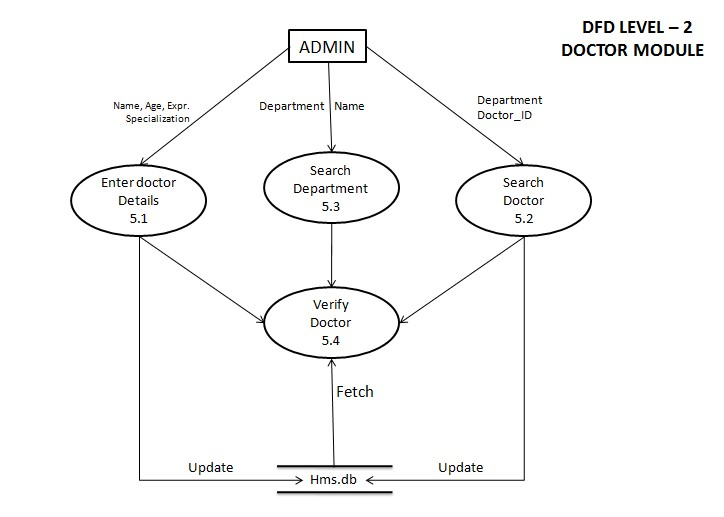 DFD LEVEL – 2
DOCTOR MODULE
ADMIN
Name, Age, Expr.
Specialization
Department Name
Department
Doctor_ID
Enter doctor
Details
5.1
Search
Department
5.3
Search
Doctor
5.2
Verify
Doctor
5.4
Fetch
Update
Hms.db
Update